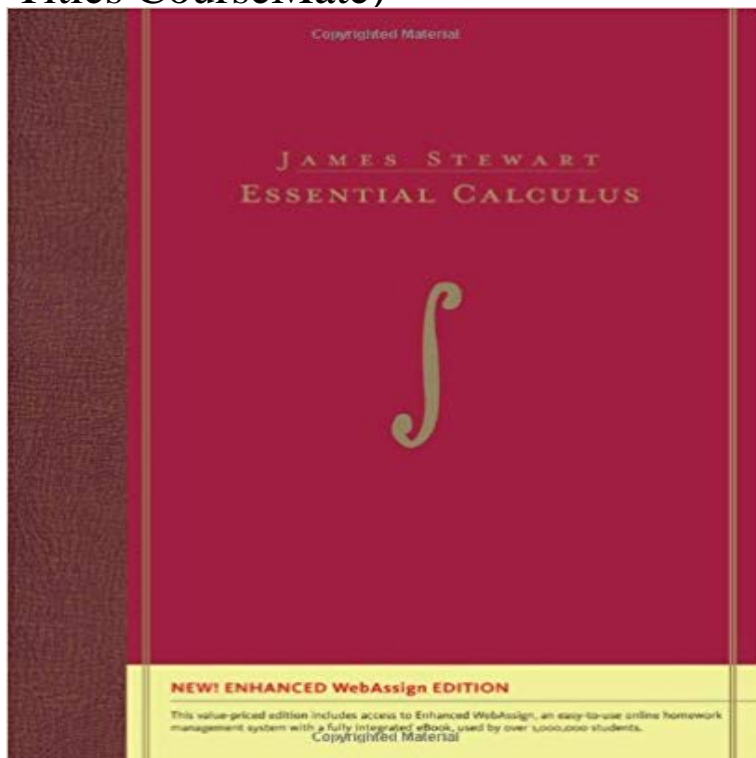 Titles CourseMate)
Copyrighted Material
JAMES STEWART
ESSENTIAL CALCULUS
∫
NEW! ENHANCED WebAssign EDITION
This value-priced edition includes access to Enhanced WebAssign, an easy-to-use online homework
management system with a fully integrated eBook, used by over 1,000,000 students.
Copyrighted Material